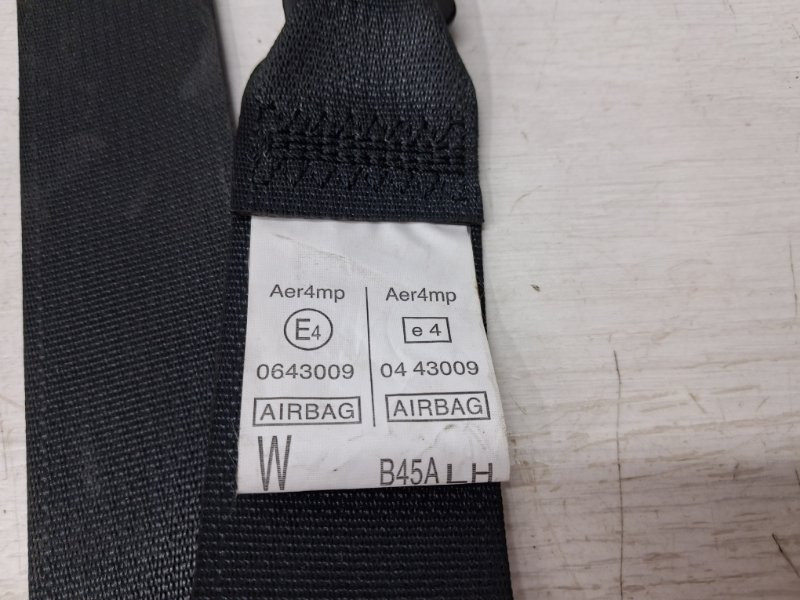 Aer4mp Aer4mp
E4 e 4
0643009 04 43009
AIRBAG AIRBAG
W B45A LH